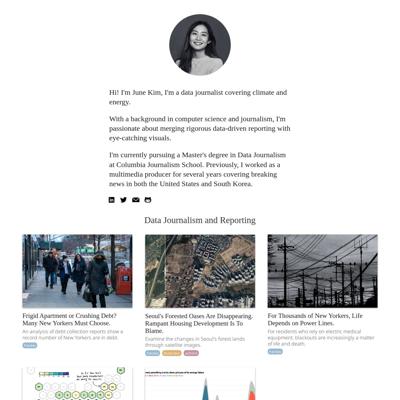 Hi! I'm June Kim, I'm a data journalist covering climate and
energy.
With a background in computer science and journalism, I'm
passionate about merging rigorous data-driven reporting with
eye-catching visuals.
I'm currently pursuing a Master's degree in Data Journalism
at Columbia Journalism School. Previously, I worked as a
multimedia producer for several years covering breaking
news in both the United States and South Korea.
Data Journalism and Reporting
Frigid Apartment or Crushing Debt?
Many New Yorkers Must Choose.
An analysis of debt collection reports show a
record number of New Yorkers are in debt.
Seoul's Forested Oases Are Disappearing.
Rampant Housing Development Is To
Blame.
Examine the changes in Seoul's forest lands
through satellite images.
For Thousands of New Yorkers, Life
Depends on Power Lines.
For residents who rely on electric medical
equipment, blackouts are increasingly a matter
of life and death.